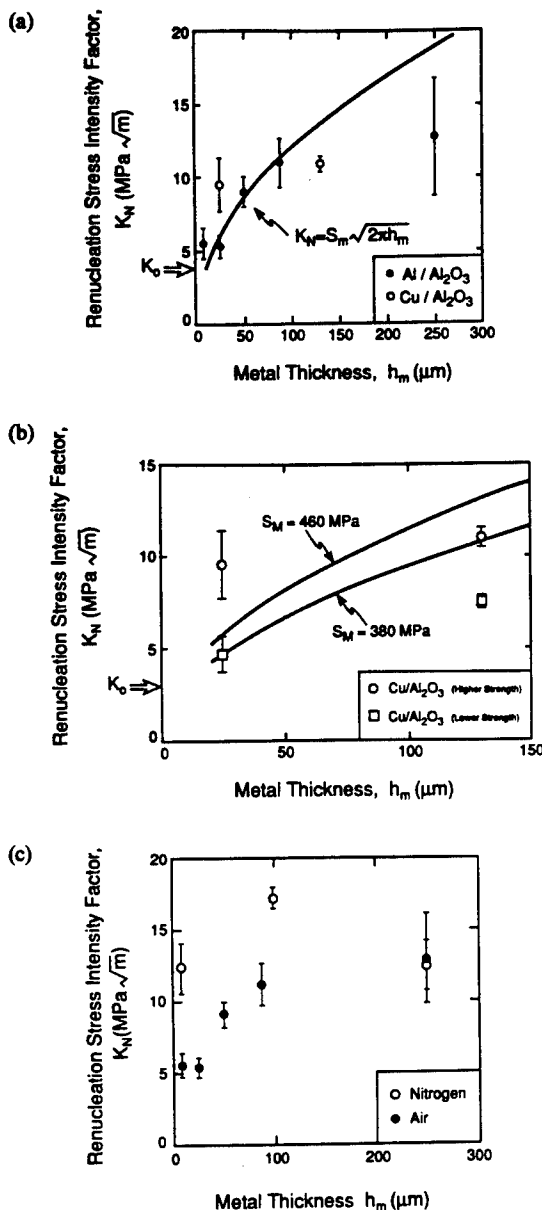 (a)
Renucleation Stress Intensity Factor,
K_N (MPa √m)
20
15
10
5
0
K_o
K_N=S_m√2πh_m
Al / Al₂O₃
Cu / Al₂O₃
0 50 100 150 200 250 300
Metal Thickness, h_m (μm)
(b)
Renucleation Stress Intensity Factor,
K_N (MPa √m)
15
10
5
0
K_o
S_M = 460 MPa
S_M = 380 MPa
Cu/Al₂O₃ (Higher Strength)
Cu/Al₂O₃ (Lower Strength)
0 50 100 150
Metal Thickness, h_m (μm)
(c)
Renucleation Stress Intensity Factor,
K_N(MPa √m)
20
15
10
5
0
Nitrogen
Air
0 100 200 300
Metal Thickness h_m (μm)